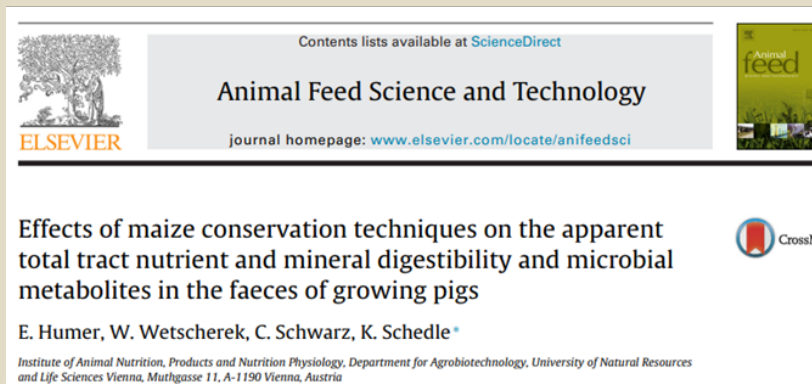 Contents lists available at ScienceDirect
Animal
feed
Animal Feed Science and Technology
ELSEVIER
journal homepage: www.elsevier.com/locate/anifeedsci
Effects of maize conservation techniques on the apparent
total tract nutrient and mineral digestibility and microbial
metabolites in the faeces of growing pigs
CrossM
E. Humer, W. Wetscherek, C. Schwarz, K. Schedle*
Institute of Animal Nutrition, Products and Nutrition Physiology, Department for Agrobiotechnology, University of Natural Resources
and Life Sciences Vienna, Muthgasse 11, A-1190 Vienna, Austria